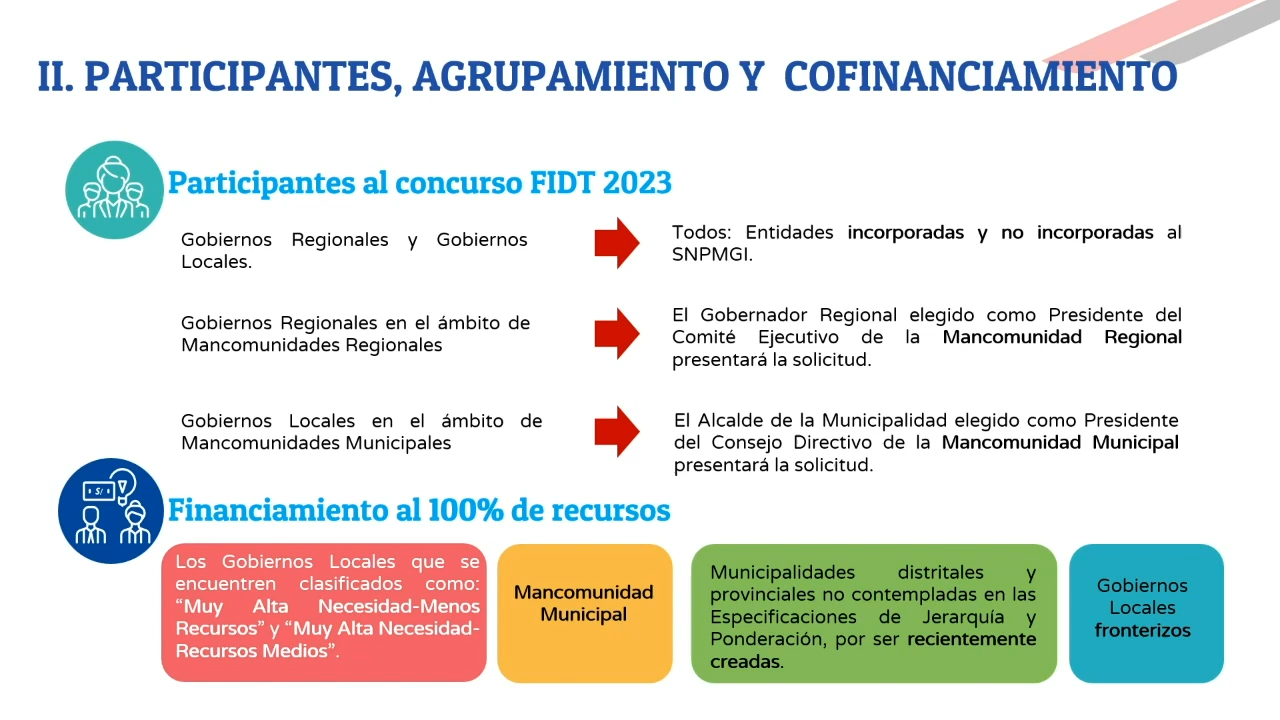 II. PARTICIPANTES, AGRUPAMIENTO Y COFINANCIAMIENTO
Participantes al concurso FIDT 2023
Gobiernos Regionales y Gobiernos
Locales.
Todos: Entidades incorporadas y no incorporadas al
SNPMGI.
Gobiernos Regionales en el ámbito de
Mancomunidades Regionales
El Gobernador Regional elegido como Presidente del
Comité Ejecutivo de la Mancomunidad Regional
presentará la solicitud.
Gobiernos Locales en el ámbito de
Mancomunidades Municipales
El Alcalde de la Municipalidad elegido como Presidente
del Consejo Directivo de la Mancomunidad Municipal
presentará la solicitud.
S/
Financiamiento al 100% de recursos
Los Gobiernos Locales que se
encuentren clasificados como:
“Muy Alta Necesidad-Menos
Recursos” y “Muy Alta Necesidad-
Recursos Medios”.
Mancomunidad
Municipal
Municipalidades distritales y
provinciales no contempladas en las
Especificaciones de Jerarquía y
Ponderación, por ser recientemente
creadas.
Gobiernos
Locales
fronterizos